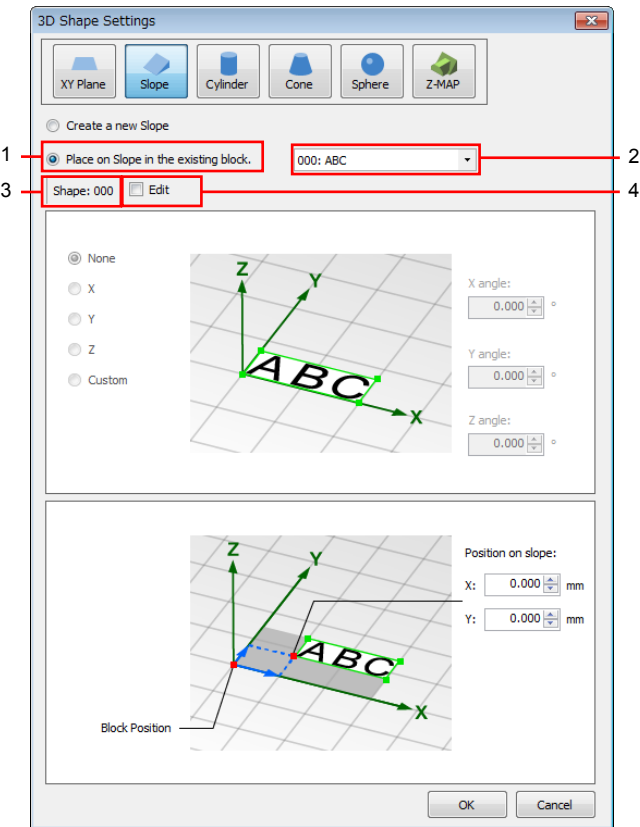 3D Shape Settings
XY Plane Slope Cylinder Cone Sphere Z-MAP
Create a new Slope
1 Place on Slope in the existing block. 000: ABC 2
3 Shape: 000 Edit 4
None
X
Y
Z
Custom
Z Y
ABC
X
X angle:
0.000 °
Y angle:
0.000 °
Z angle:
0.000 °
Z Y
ABC
X
Block Position
Position on slope:
X: 0.000 mm
Y: 0.000 mm
OK Cancel